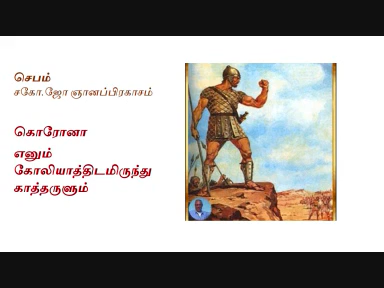 செபம்
சகோ.ஜோ ஞானப்பிரகாசம்
கொரோனா
எனும்
கோலியாத்திடமிருந்து
காத்தருளும்